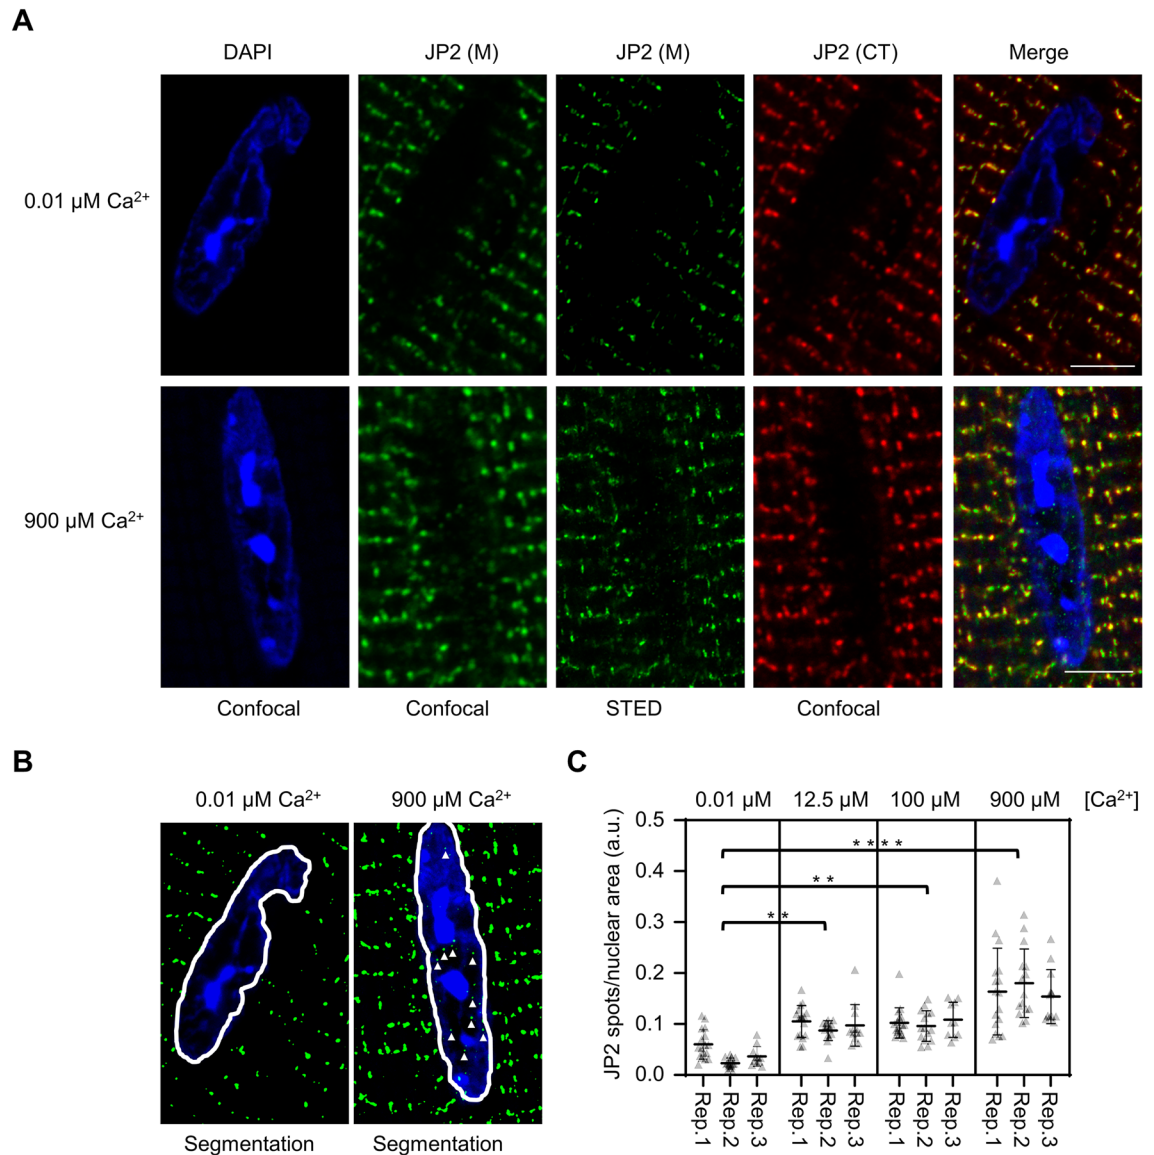 A
DAPI JP2 (M) JP2 (M) JP2 (CT) Merge
0.01 µM Ca²⁺
900 µM Ca²⁺
Confocal Confocal STED Confocal
B
0.01 µM Ca²⁺ 900 µM Ca²⁺
Segmentation Segmentation
C
0.01 µM 12.5 µM 100 µM 900 µM [Ca²⁺]
JP2 spots/nuclear area (a.u.)
0.5
0.4
0.3
0.2
0.1
0.0
* * * *
* *
* *
Rep.1 Rep.2 Rep.3 Rep.1 Rep.2 Rep.3 Rep.1 Rep.2 Rep.3 Rep.1 Rep.2 Rep.3